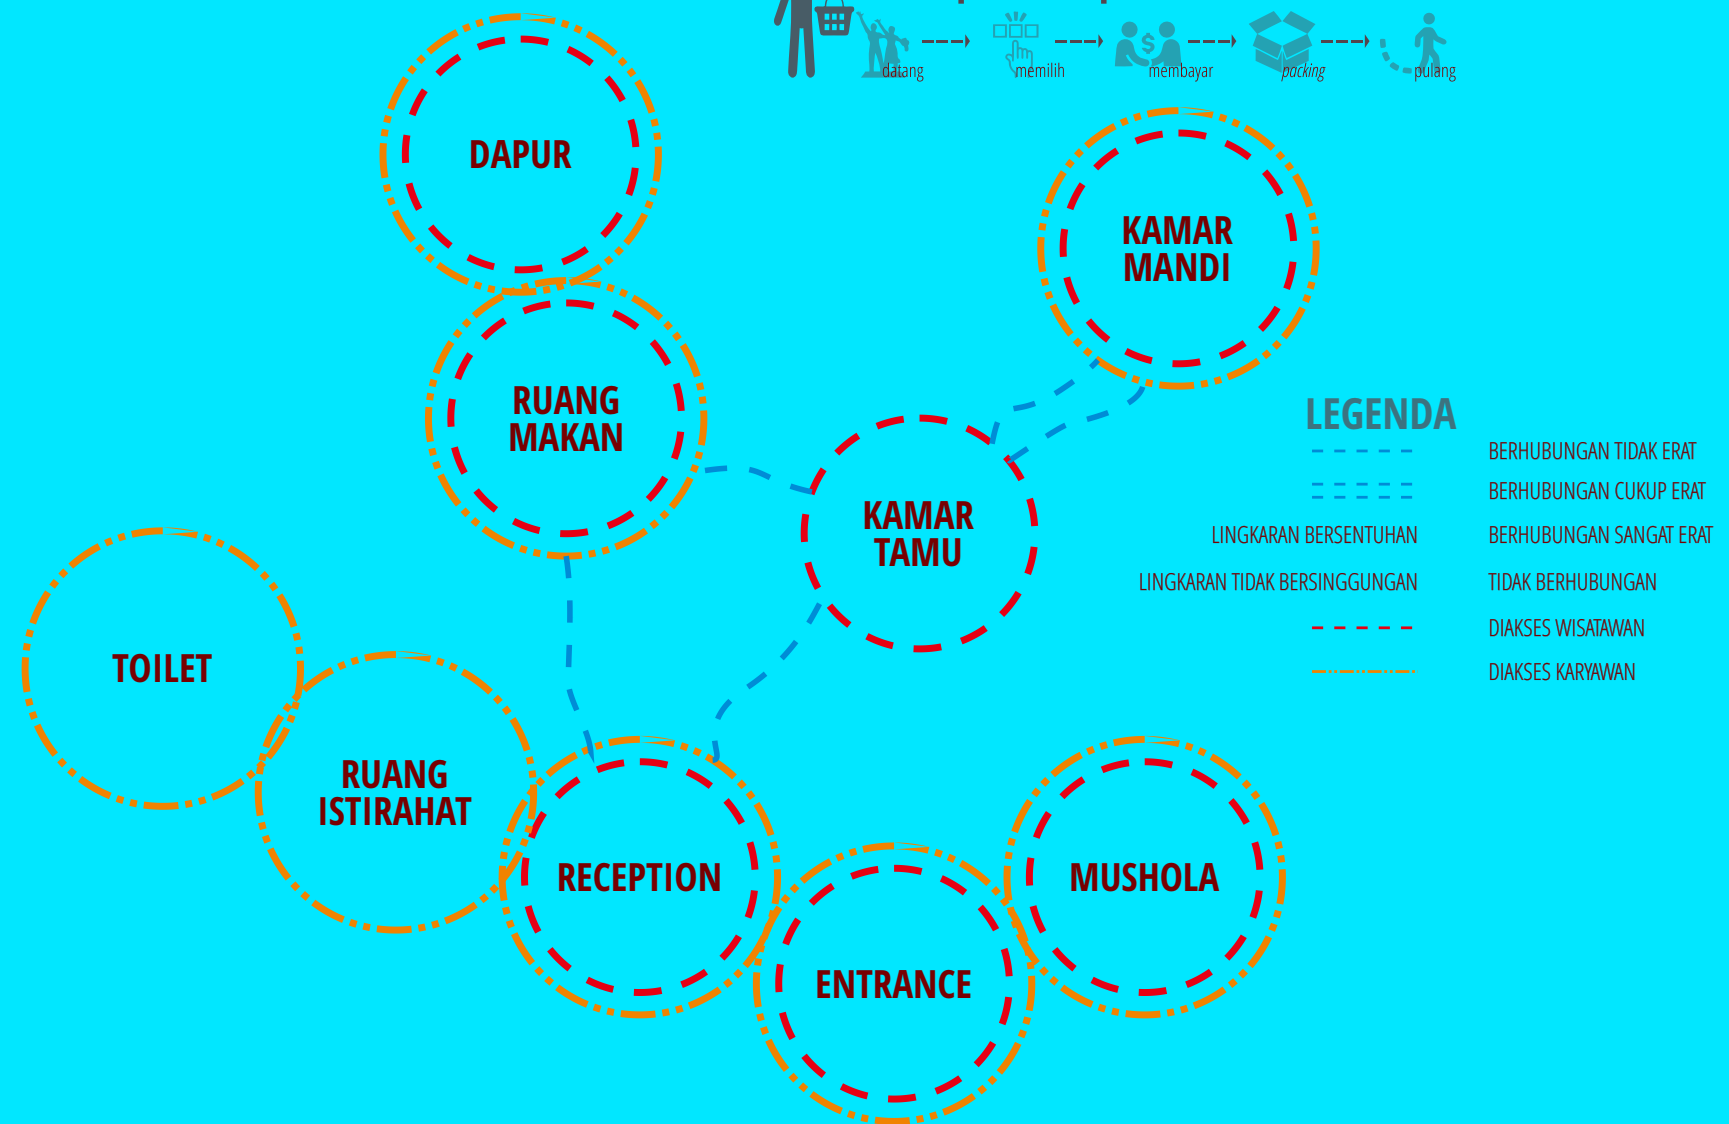 datang
memilih
membayar
packing
pulang
DAPUR
KAMAR
MANDI
RUANG
MAKAN
KAMAR
TAMU
TOILET
RUANG
ISTIRAHAT
RECEPTION
ENTRANCE
MUSHOLA
LEGENDA
BERHUBUNGAN TIDAK ERAT
BERHUBUNGAN CUKUP ERAT
LINGKARAN BERSENTUHAN BERHUBUNGAN SANGAT ERAT
LINGKARAN TIDAK BERSINGGUNGAN TIDAK BERHUBUNGAN
DIAKSES WISATAWAN
DIAKSES KARYAWAN